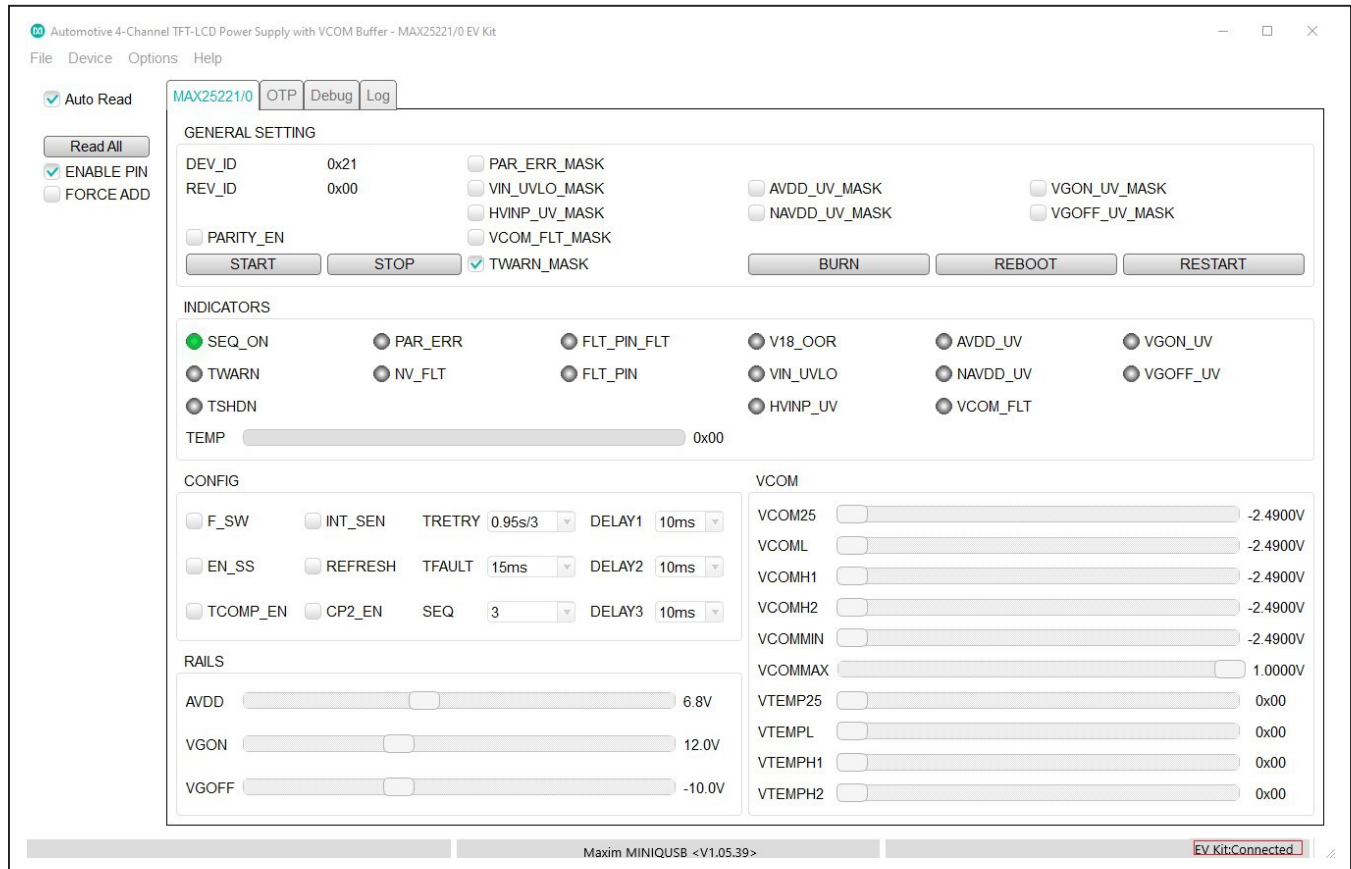 Automotive 4-Channel TFT-LCD Power Supply with VCOM Buffer - MAX25221/0 EV Kit
File Device Options Help
Auto Read
Read All
ENABLE PIN
FORCE ADD
MAX25221/0 OTP Debug Log
GENERAL SETTING
DEV_ID 0x21 PAR_ERR_MASK
REV_ID 0x00 VIN_UVLO_MASK AVDD_UV_MASK VGON_UV_MASK
HVINP_UV_MASK NAVDD_UV_MASK VGOFF_UV_MASK
PARITY_EN VCOM_FLT_MASK
START STOP TWARN_MASK BURN REBOOT RESTART
INDICATORS
SEQ_ON PAR_ERR FLT_PIN_FLT V18_OOR AVDD_UV VGON_UV
TWARN NV_FLT FLT_PIN VIN_UVLO NAVDD_UV VGOFF_UV
TSHDN HVINP_UV VCOM_FLT
TEMP 0x00
CONFIG
F_SW INT_SEN TRETRY 0.95s/3 DELAY1 10ms
EN_SS REFRESH TFAULT 15ms DELAY2 10ms
TCOMP_EN CP2_EN SEQ 3 DELAY3 10ms
RAILS
AVDD 6.8V
VGON 12.0V
VGOFF -10.0V
VCOM
VCOM25 -2.4900V
VCOML -2.4900V
VCOMH1 -2.4900V
VCOMH2 -2.4900V
VCOMMIN -2.4900V
VCOMMAX 1.0000V
VTEMP25 0x00
VTEMPL 0x00
VTEMPH1 0x00
VTEMPH2 0x00
Maxim MINIQUSB <V1.05.39> EV Kit:Connected